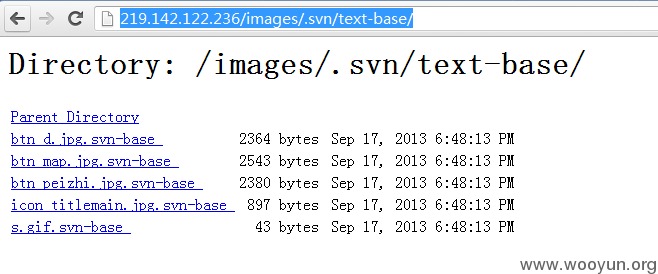 219.142.122.236/images/.svn/text-base/
Directory: /images/.svn/text-base/
Parent Directory
btn_d.jpg.svn-base 2364 bytes Sep 17, 2013 6:48:13 PM
btn_map.jpg.svn-base 2543 bytes Sep 17, 2013 6:48:13 PM
btn_peizhi.jpg.svn-base 2380 bytes Sep 17, 2013 6:48:13 PM
icon_titlemain.jpg.svn-base 897 bytes Sep 17, 2013 6:48:13 PM
s.gif.svn-base 43 bytes Sep 17, 2013 6:48:13 PM
www.wooyun.org